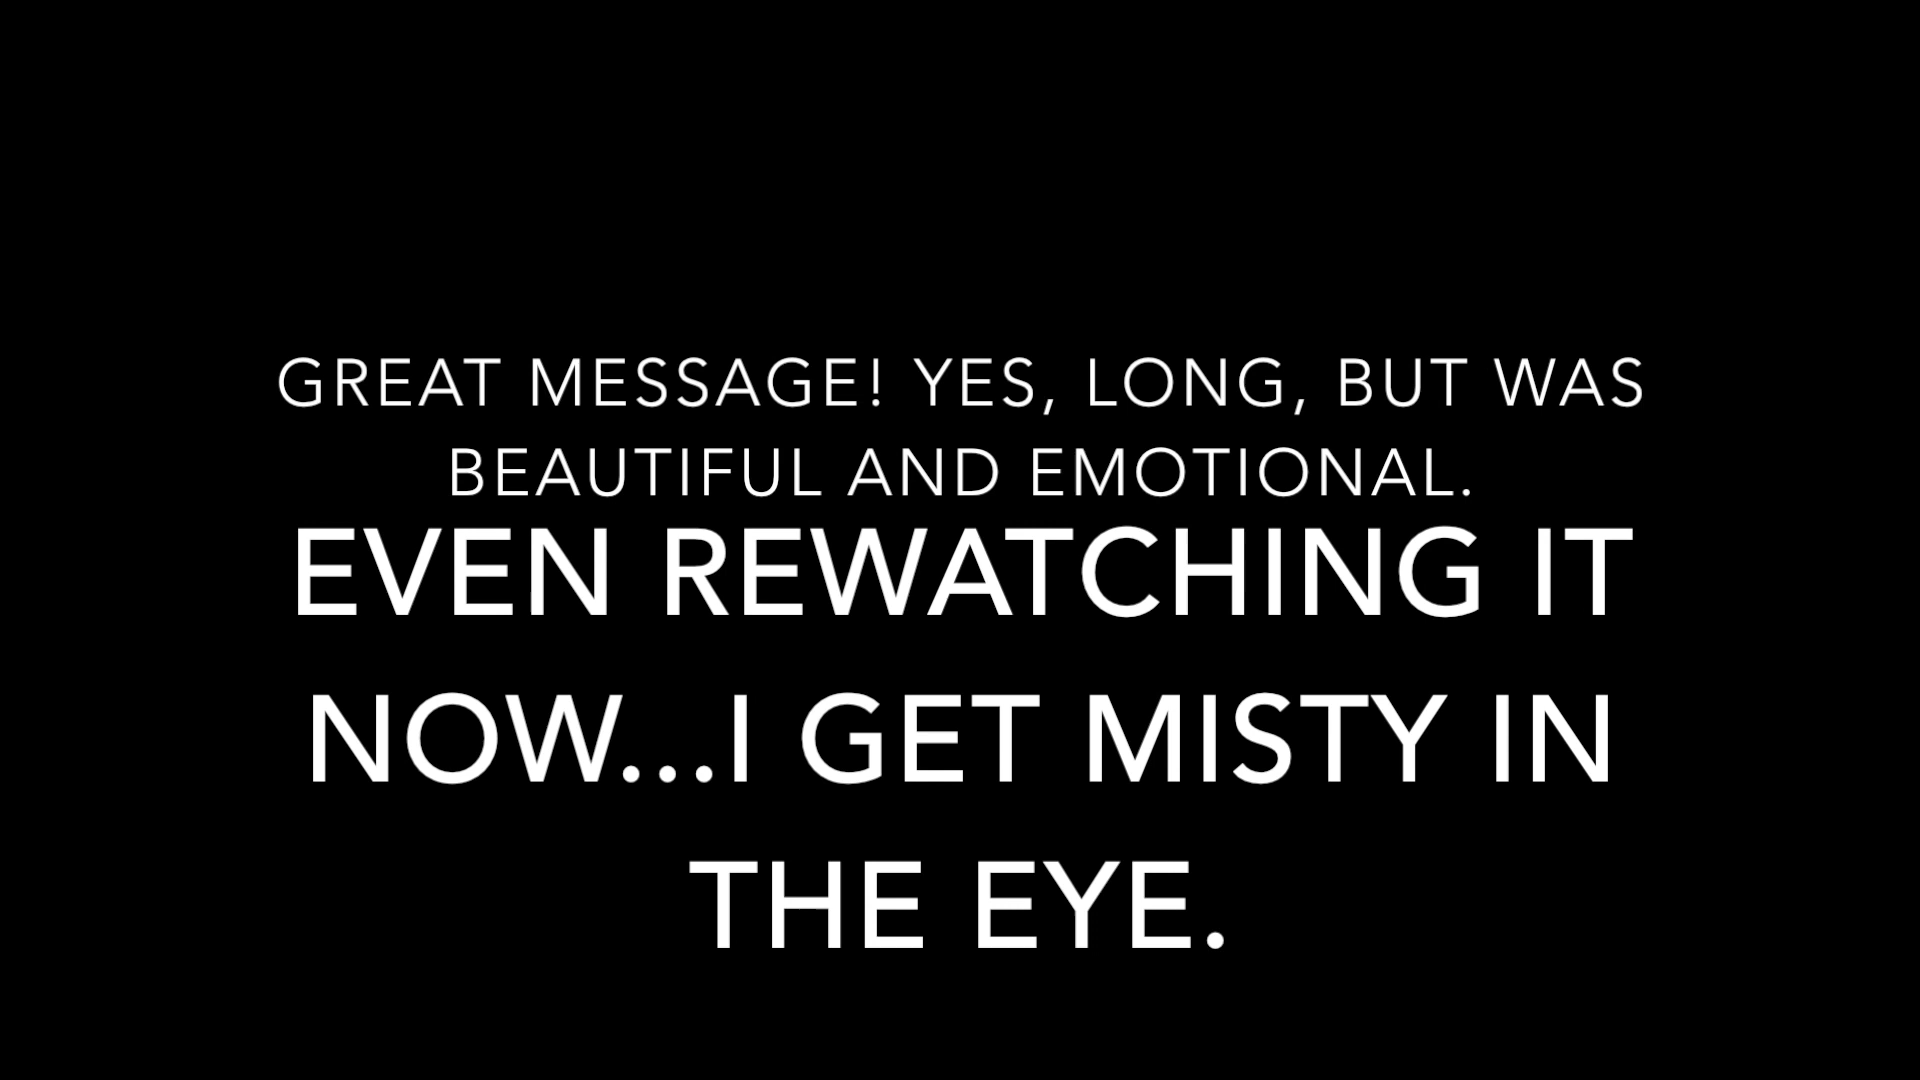 GREAT MESSAGE! YES, LONG, BUT WAS
BEAUTIFUL AND EMOTIONAL.
EVEN REWATCHING IT
NOW...I GET MISTY IN
THE EYE.